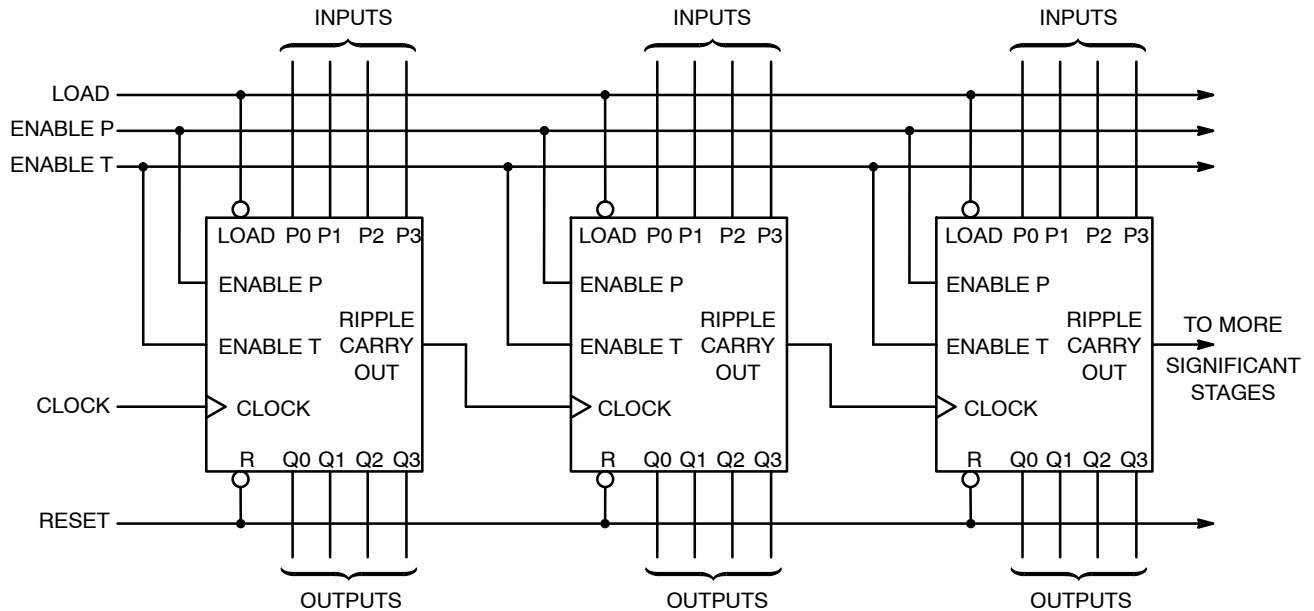 INPUTS INPUTS INPUTS
LOAD
ENABLE P
ENABLE T
LOAD P0 P1 P2 P3 LOAD P0 P1 P2 P3 LOAD P0 P1 P2 P3
ENABLE P ENABLE P ENABLE P
RIPPLE RIPPLE RIPPLE TO MORE
ENABLE T CARRY ENABLE T CARRY ENABLE T CARRY
OUT OUT OUT SIGNIFICANT
STAGES
CLOCK CLOCK CLOCK CLOCK
R Q0 Q1 Q2 Q3 R Q0 Q1 Q2 Q3 R Q0 Q1 Q2 Q3
RESET
OUTPUTS OUTPUTS OUTPUTS